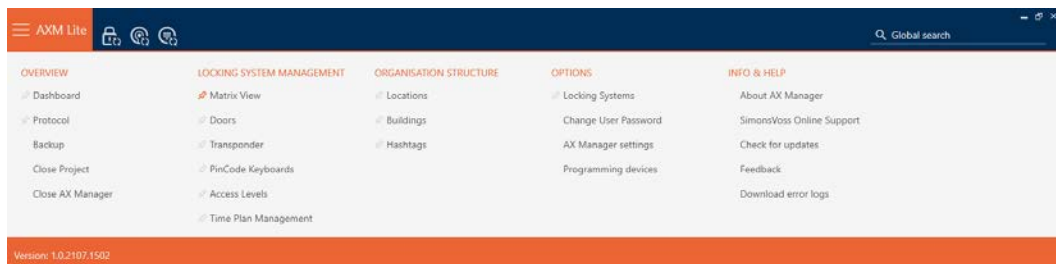 AXM Lite
Global search
OVERVIEW
Dashboard
Protocol
Backup
Close Project
Close AX Manager
LOCKING SYSTEM MANAGEMENT
Matrix View
Doors
Transponder
PinCode Keyboards
Access Levels
Time Plan Management
ORGANISATION STRUCTURE
Locations
Buildings
Hashtags
OPTIONS
Locking Systems
Change User Password
AX Manager settings
Programming devices
INFO & HELP
About AX Manager
SimonsVoss Online Support
Check for updates
Feedback
Download error logs
Version: 1.0.2107.1502